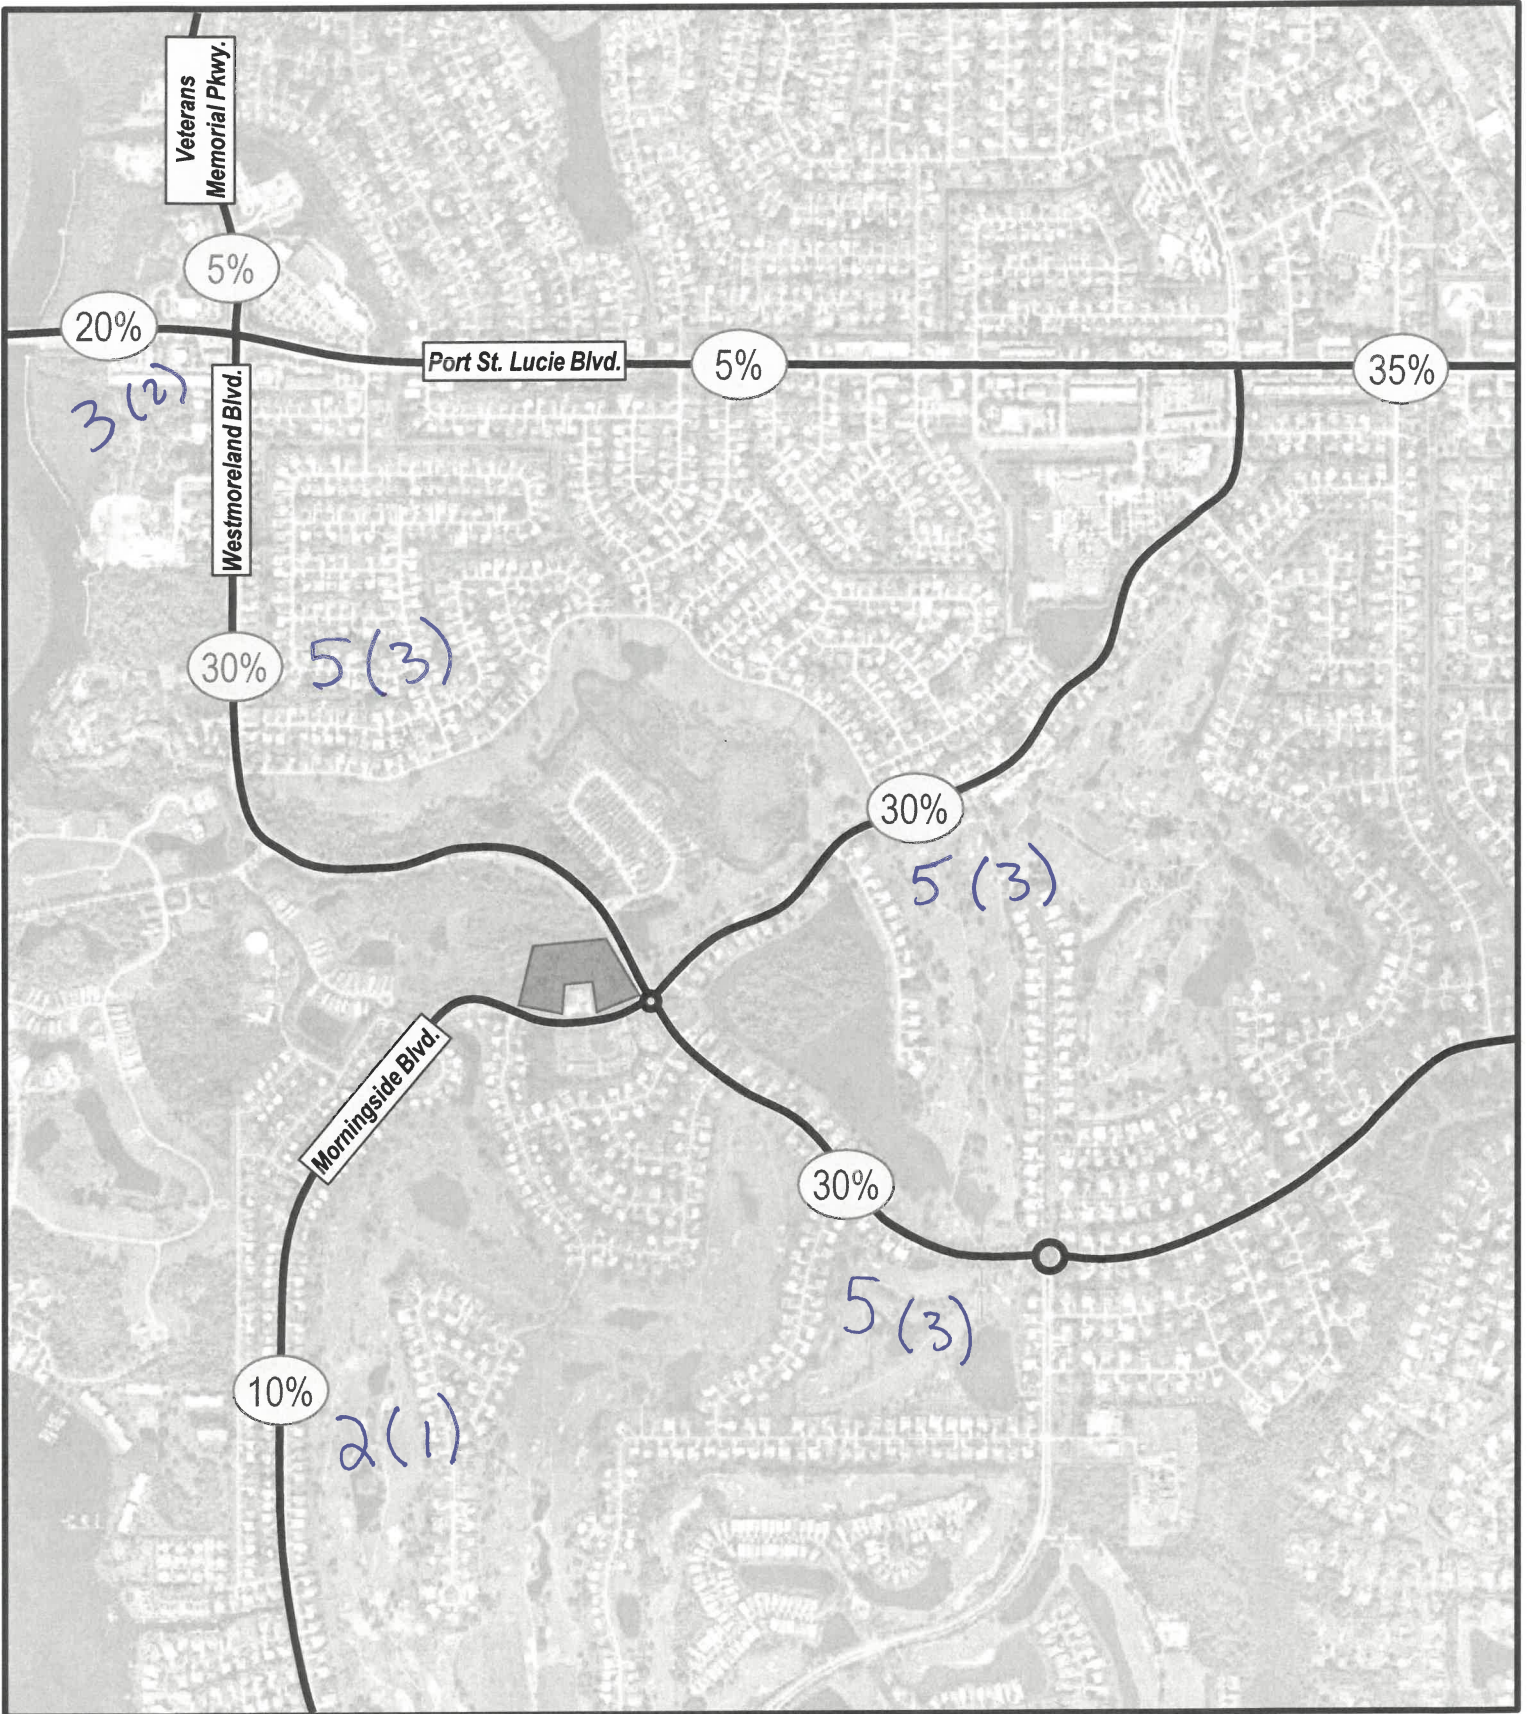 Veterans
Memorial Pkwy.
5%
20%
Port St. Lucie Blvd.
5%
35%
3 (2)
Westmoreland Blvd.
30%
5 (3)
30%
5 (3)
Morningside Blvd.
30%
5 (3)
10%
2 (1)